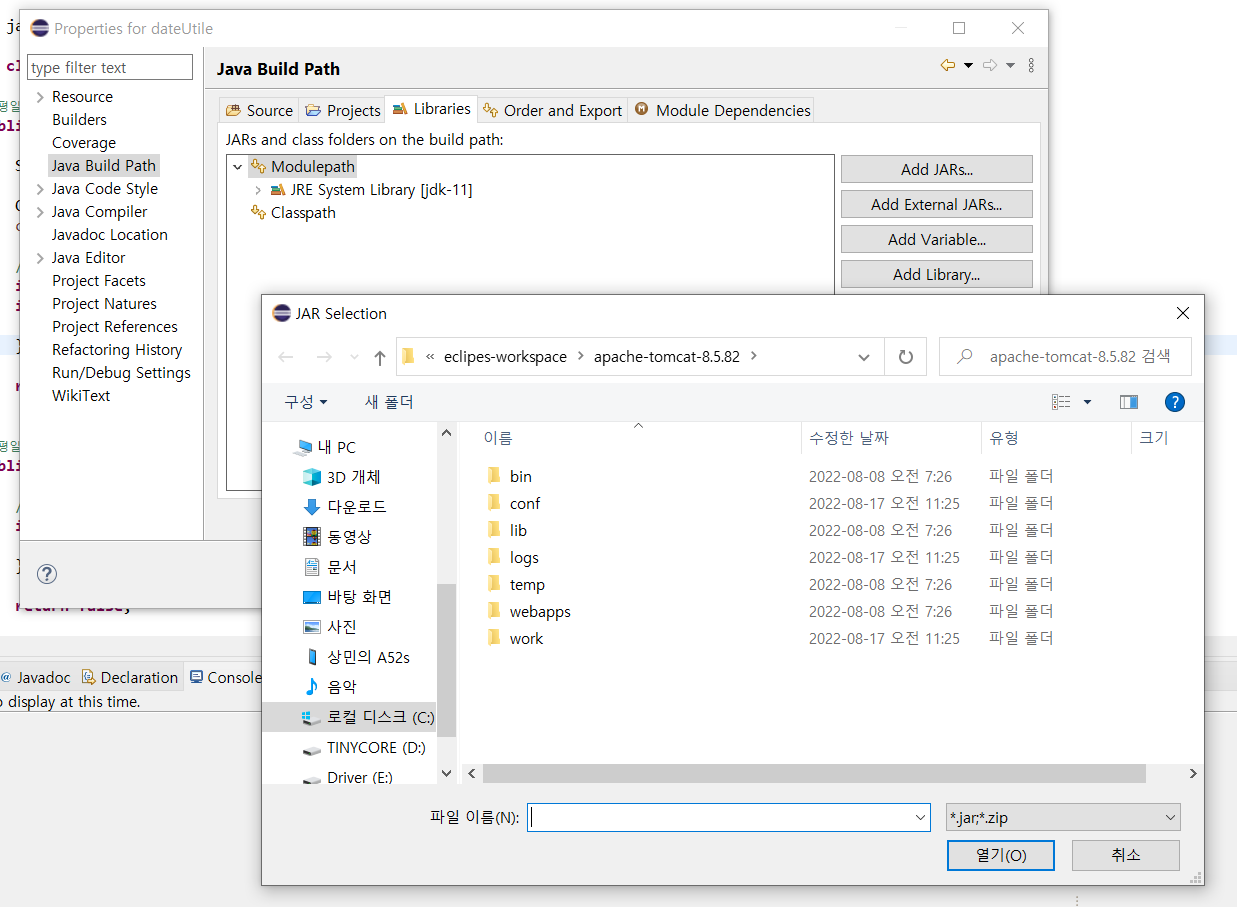 Properties for dateUtile
type filter text
Resource
Builders
Coverage
Java Build Path
Java Code Style
Java Compiler
Javadoc Location
Java Editor
Project Facets
Project Natures
Project References
Refactoring History
Run/Debug Settings
WikiText
Java Build Path
Source Projects Libraries Order and Export Module Dependencies
JARs and class folders on the build path:
Modulepath
JRE System Library [jdk-11]
Classpath
Add JARs...
Add External JARs...
Add Variable...
Add Library...
JAR Selection
« eclipes-workspace > apache-tomcat-8.5.82 >
apache-tomcat-8.5.82 검색
구성 새 폴더
내 PC
3D 개체
다운로드
동영상
문서
바탕 화면
사진
상민의 A52s
음악
로컬 디스크 (C:)
TINYCORE (D:)
Driver (E:)
이름 수정한 날짜 유형 크기
bin 2022-08-08 오전 7:26 파일 폴더
conf 2022-08-17 오전 11:25 파일 폴더
lib 2022-08-08 오전 7:26 파일 폴더
logs 2022-08-17 오전 11:25 파일 폴더
temp 2022-08-08 오전 7:26 파일 폴더
webapps 2022-08-08 오전 7:26 파일 폴더
work 2022-08-17 오전 11:25 파일 폴더
파일 이름(N):
*.jar;*.zip
열기(O) 취소
@ Javadoc Declaration Console
display at this time.